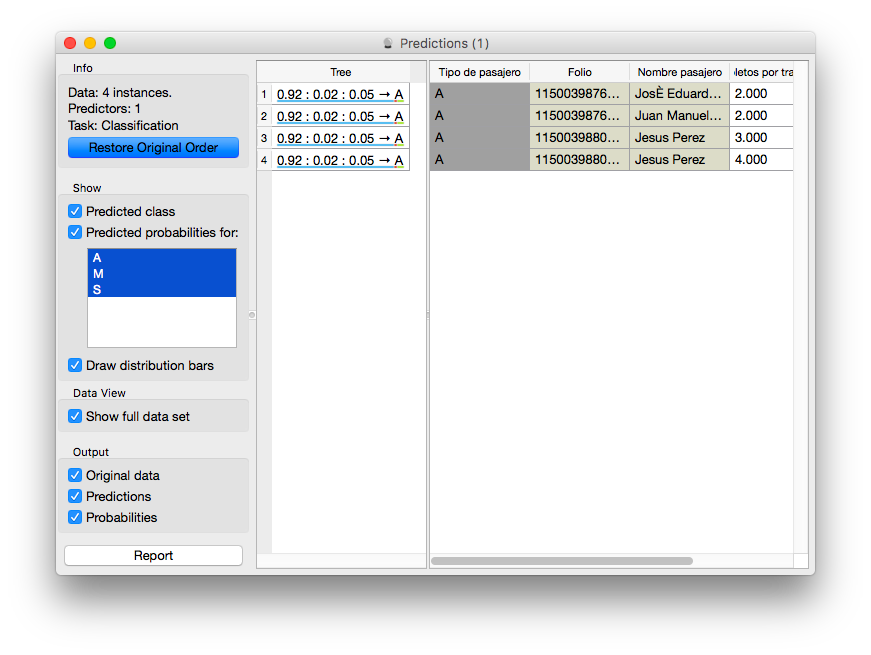 Predictions (1)
Info
Data: 4 instances.
Predictors: 1
Task: Classification
Restore Original Order
Show
Predicted class
Predicted probabilities for:
A
M
S
Draw distribution bars
Data View
Show full data set
Output
Original data
Predictions
Probabilities
Report
Tree
1 0.92 : 0.02 : 0.05 → A
2 0.92 : 0.02 : 0.05 → A
3 0.92 : 0.02 : 0.05 → A
4 0.92 : 0.02 : 0.05 → A
Tipo de pasajero Folio Nombre pasajero letos por tra
A 1150039876... JosÈ Eduard... 2.000
A 1150039876... Juan Manuel... 2.000
A 1150039880... Jesus Perez 3.000
A 1150039880... Jesus Perez 4.000